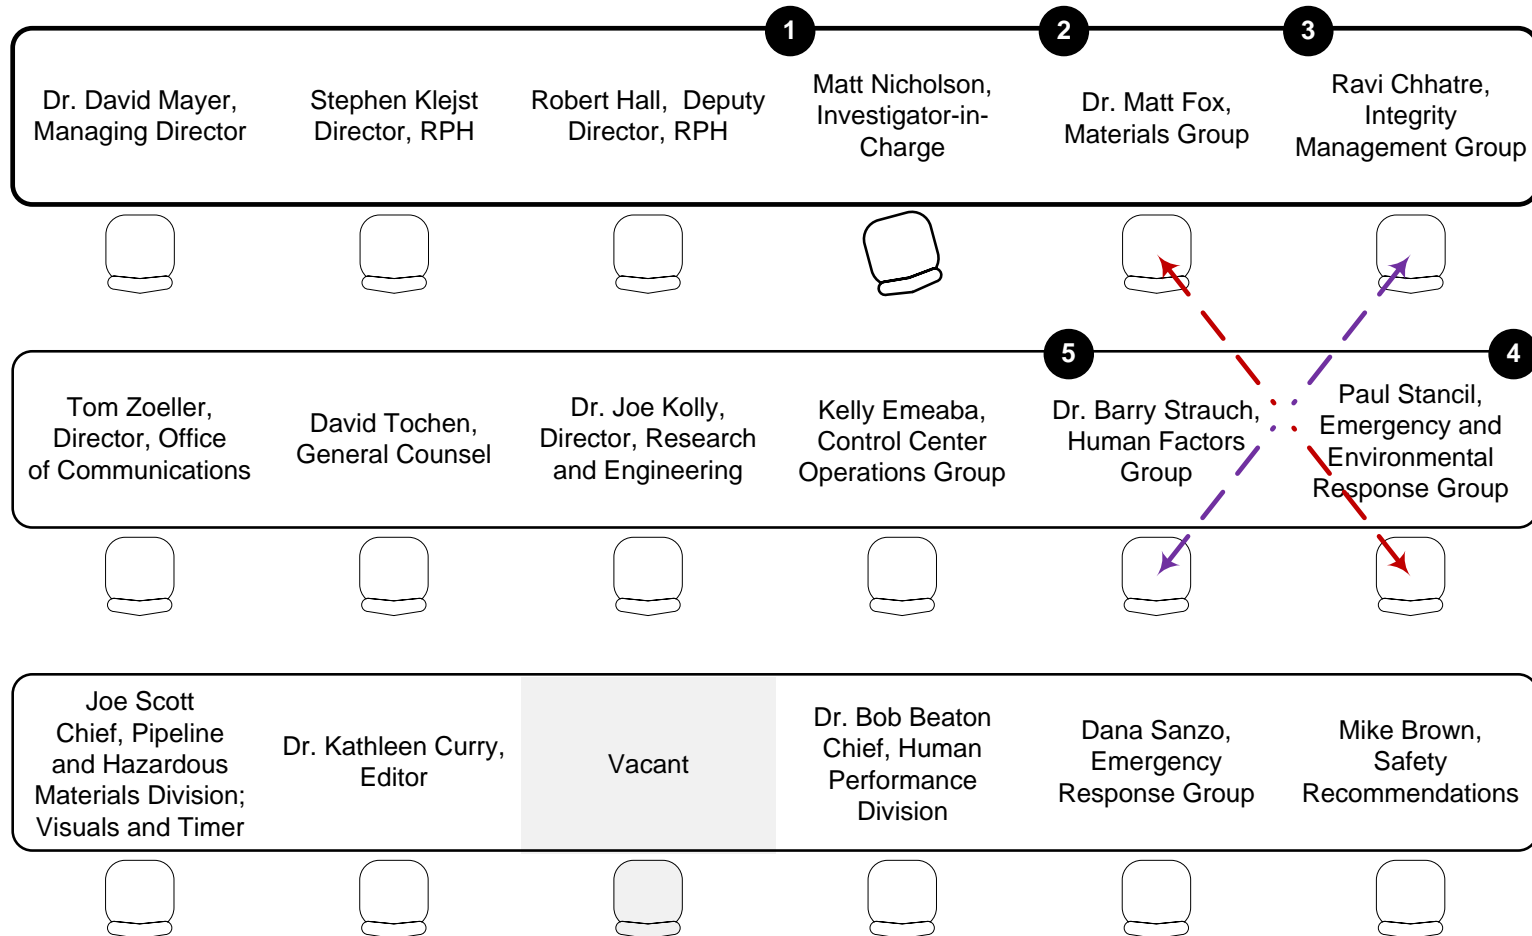 1
2
3
Dr. David Mayer,
Managing Director
Stephen Klejst
Director, RPH
Robert Hall, Deputy
Director, RPH
Matt Nicholson,
Investigator-in-
Charge
Dr. Matt Fox,
Materials Group
Ravi Chhatre,
Integrity
Management Group
5
4
Tom Zoeller,
Director, Office
of Communications
David Tochen,
General Counsel
Dr. Joe Kolly,
Director, Research
and Engineering
Kelly Emeaba,
Control Center
Operations Group
Dr. Barry Strauch,
Human Factors
Group
Paul Stancil,
Emergency and
Environmental
Response Group
Joe Scott
Chief, Pipeline
and Hazardous
Materials Division;
Visuals and Timer
Dr. Kathleen Curry,
Editor
Vacant
Dr. Bob Beaton
Chief, Human
Performance
Division
Dana Sanzo,
Emergency
Response Group
Mike Brown,
Safety
Recommendations